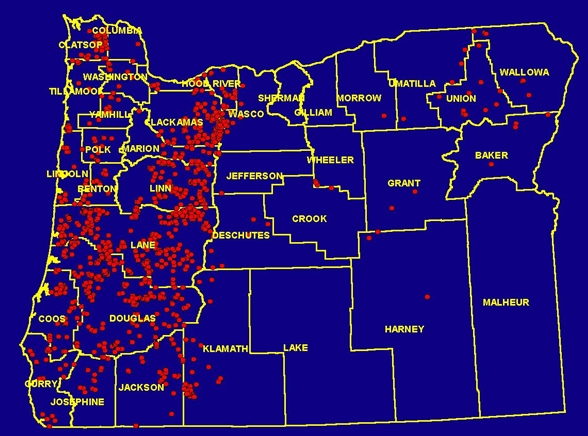 COLUMBIA
CLATSOP
WASHINGTON
TILLAMOOK
HOOD RIVER
SHERMAN
GILLIAM
MORROW
UMATILLA
UNION
WALLOWA
YAMHILL
CLACKAMAS
WASCO
POLK
MARION
WHEELER
BAKER
LINCOLN
BENTON
LINN
JEFFERSON
GRANT
CROOK
DESCHUTES
LANE
COOS
DOUGLAS
KLAMATH
LAKE
HARNEY
MALHEUR
CURRY
JOSEPHINE
JACKSON